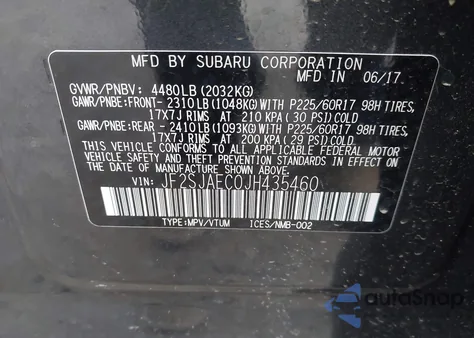 MFD BY SUBARU CORPORATION
MFD IN 06/17.
GVWR/PNBV: 4480LB (2032KG)
GAWR/PNBE:FRONT- 2310LB (1048KG) WITH P225/60R17 98H TIRES,
17X7J RIMS AT 210 KPA ( 30 PSI) COLD
GAWR/PNBE:REAR - 2410LB (1093KG) WITH P225/60R17 98H TIRES,
17X7J RIMS AT 200 KPA ( 29 PSI) COLD
THIS VEHICLE CONFORMS TO ALL APPLICABLE FEDERAL MOTOR
VEHICLE SAFETY, BUMPER, AND THEFT PREVENTION STANDARDS
IN EFFECT ON THE DATE OF MANUFACTURE SHOWN ABOVE.
VIN: JF2SJAEC0JH435460
TYPE:MPV/VTUM ICES/NMB-002
autoSnap